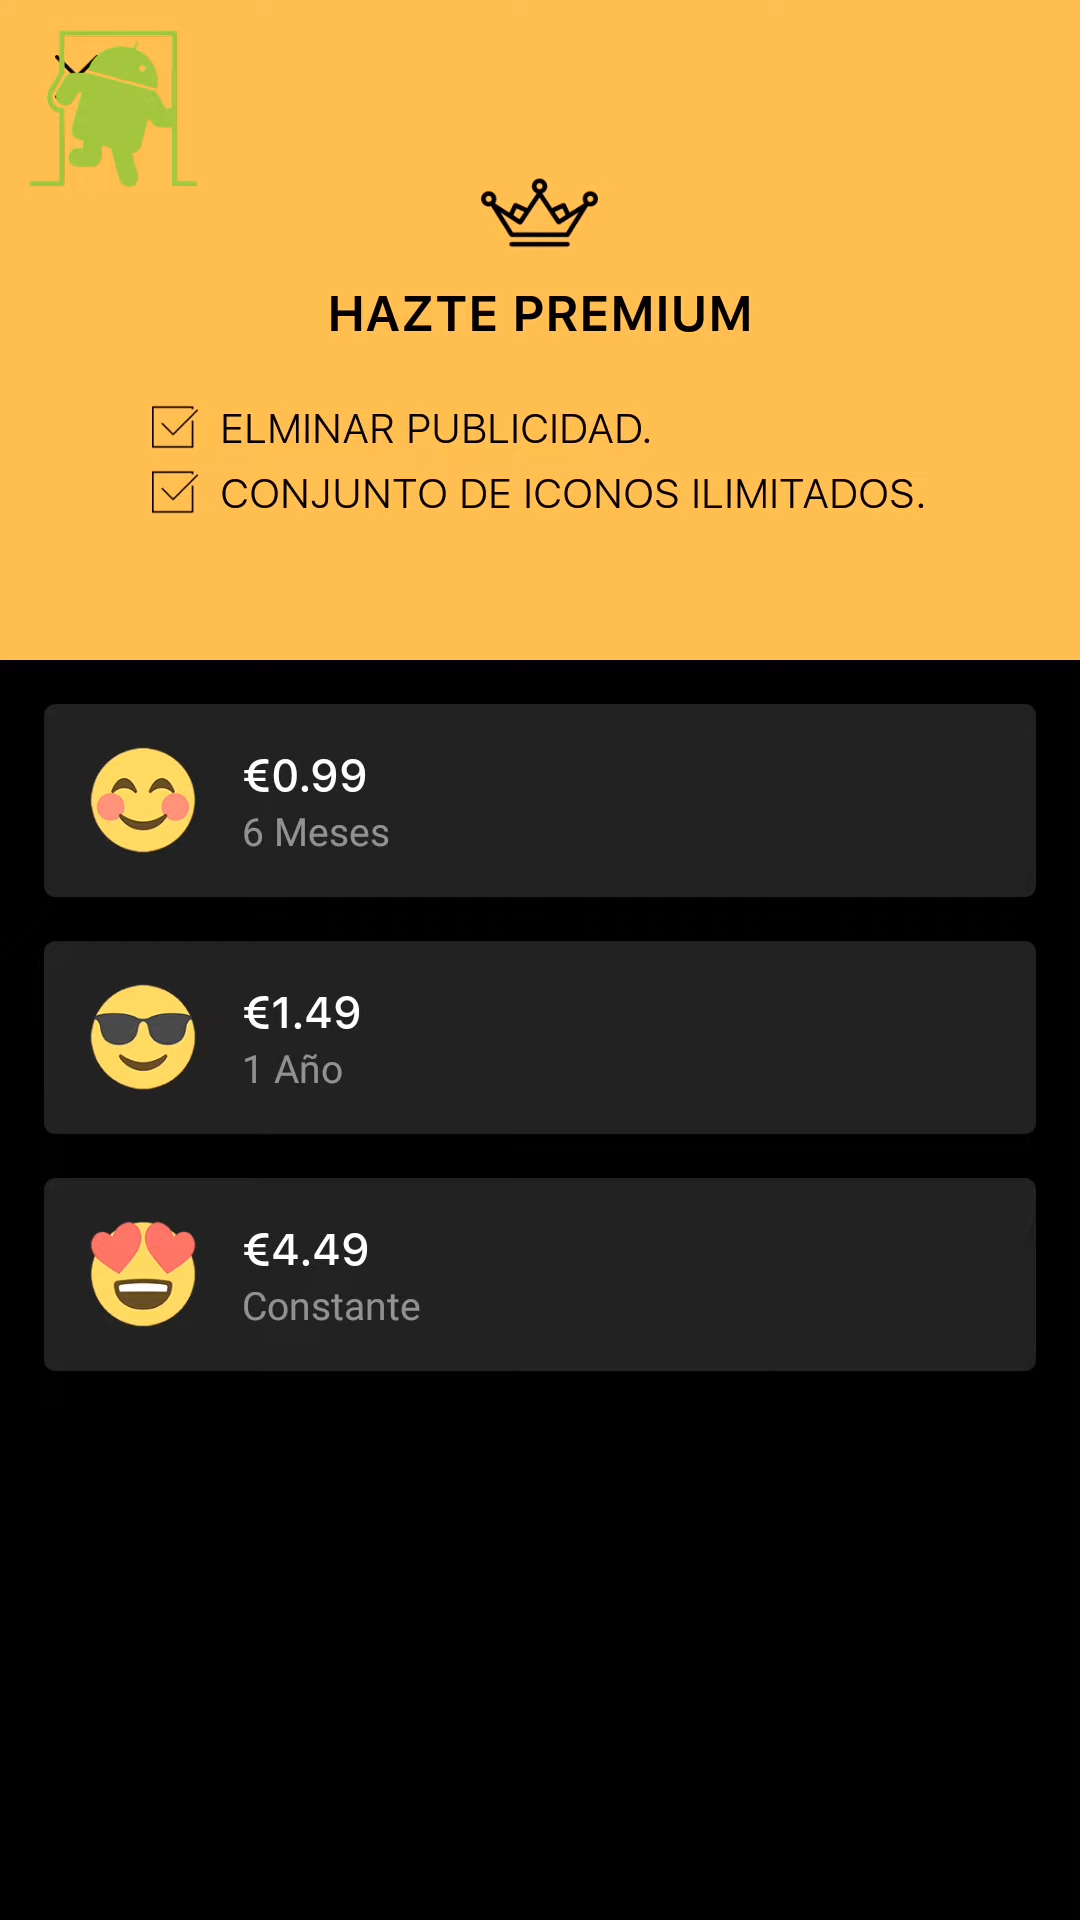 HAZTE PREMIUM
ELMINAR PUBLICIDAD.
CONJUNTO DE ICONOS ILIMITADOS.
€0.99
6 Meses
€1.49
1 Año
€4.49
Constante